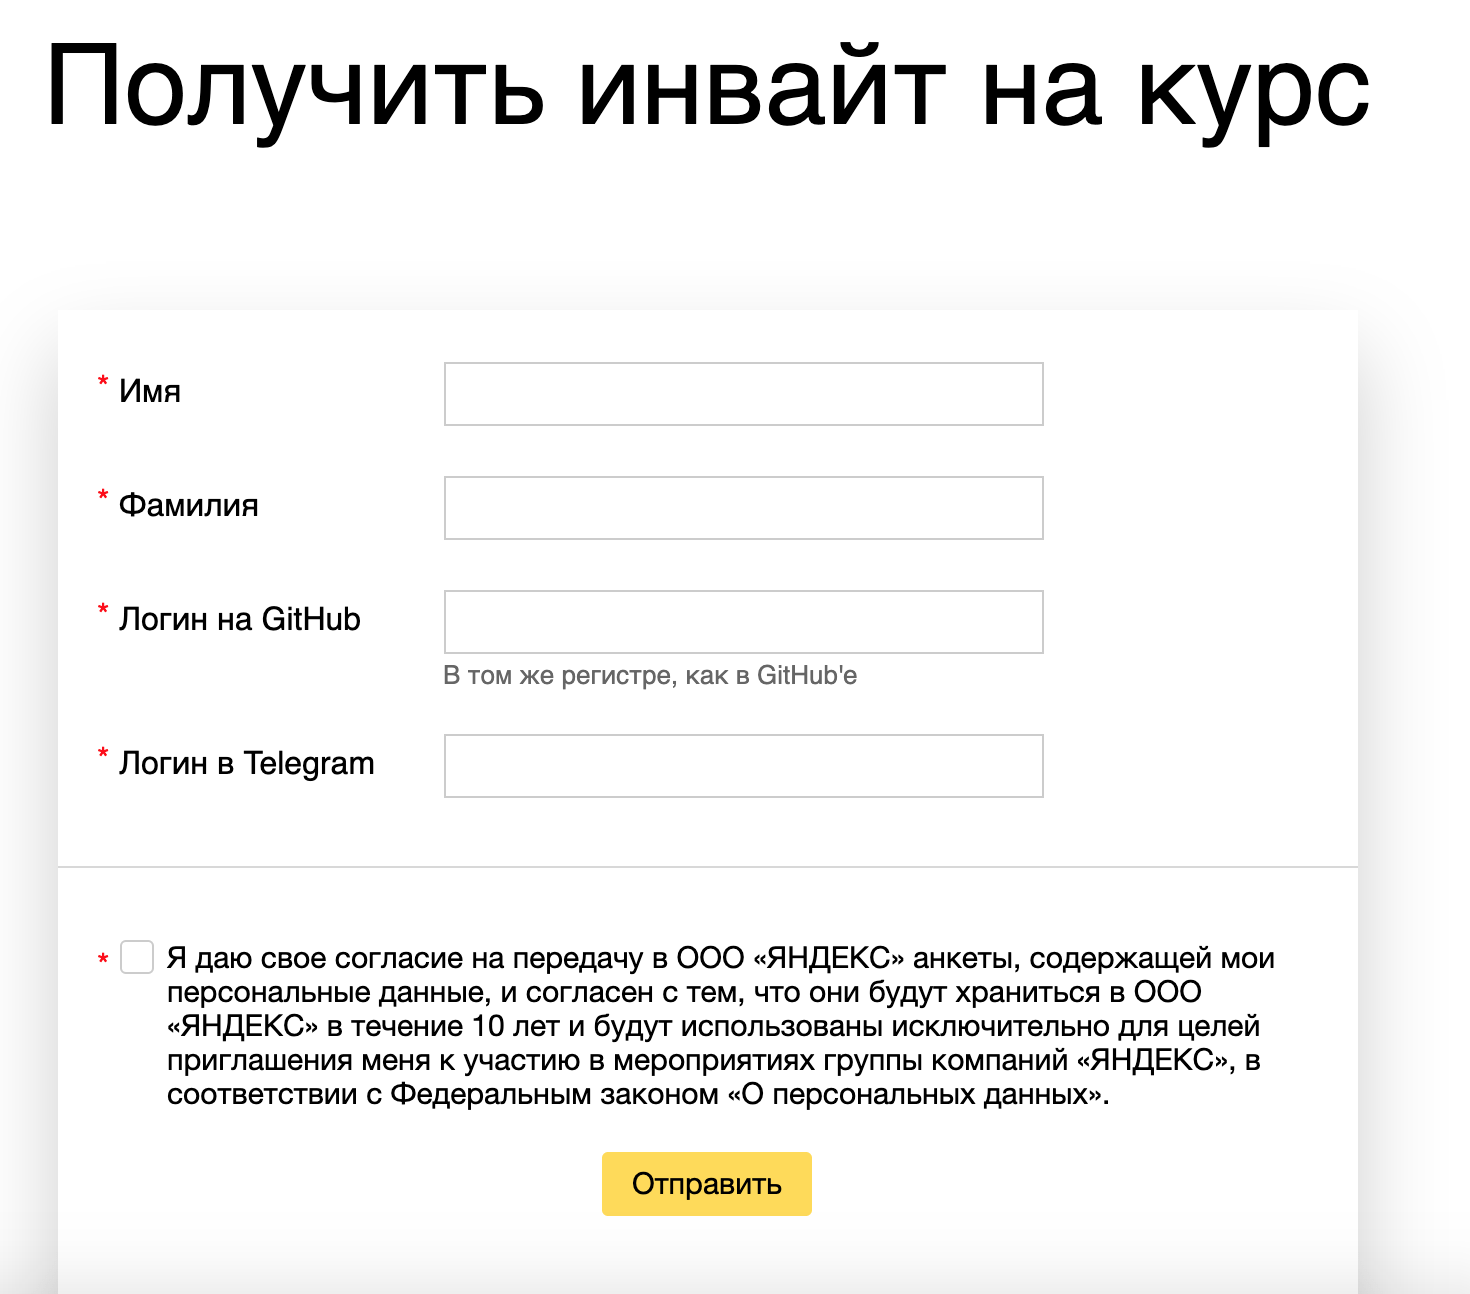 Получить инвайт на курс
* Имя
* Фамилия
* Логин на GitHub
В том же регистре, как в GitHub'е
* Логин в Telegram
* Я даю свое согласие на передачу в ООО «ЯНДЕКС» анкеты, содержащей мои
персональные данные, и согласен с тем, что они будут храниться в ООО
«ЯНДЕКС» в течение 10 лет и будут использованы исключительно для целей
приглашения меня к участию в мероприятиях группы компаний «ЯНДЕКС», в
соответствии с Федеральным законом «О персональных данных».
Отправить